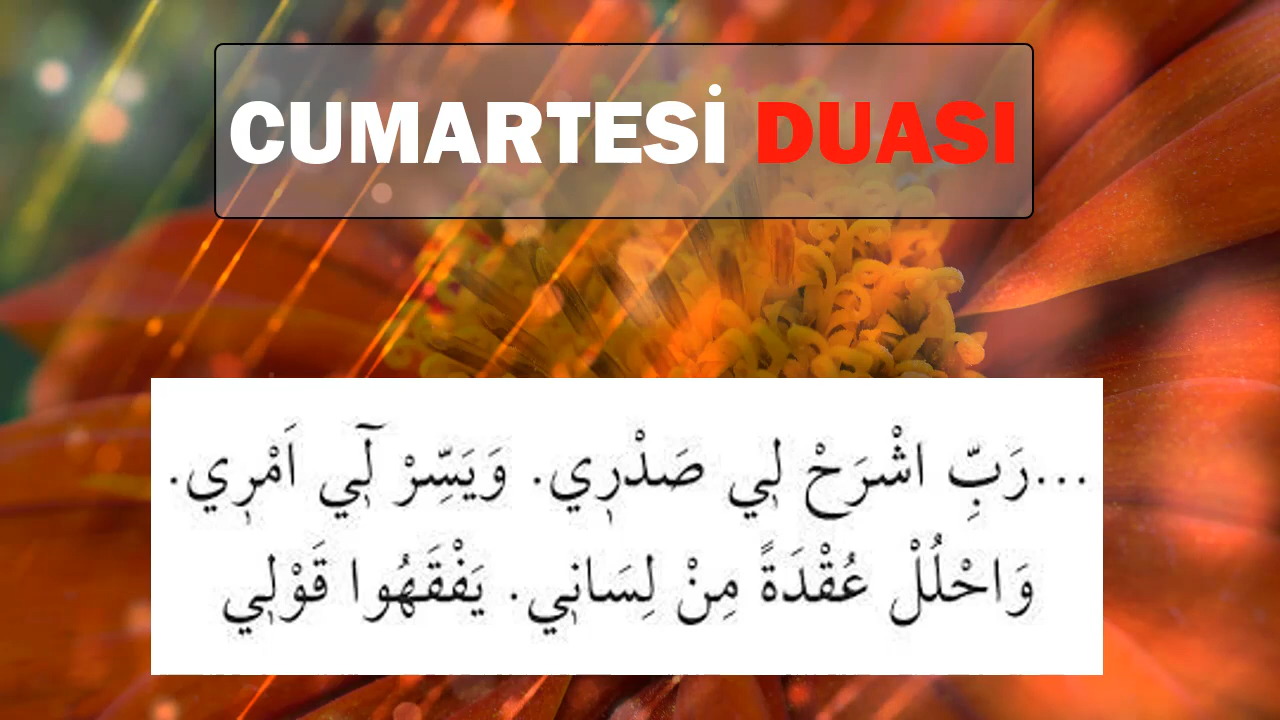 CUMARTESİ DUASI
...رَبِّ اشْرَحْ لٖي صَدْرٖي. وَيَسِّرْ لٖٓي اَمْرٖي.
وَاحْلُلْ عُقْدَةً مِنْ لِسَانٖي. يَفْقَهُوا قَوْلٖي